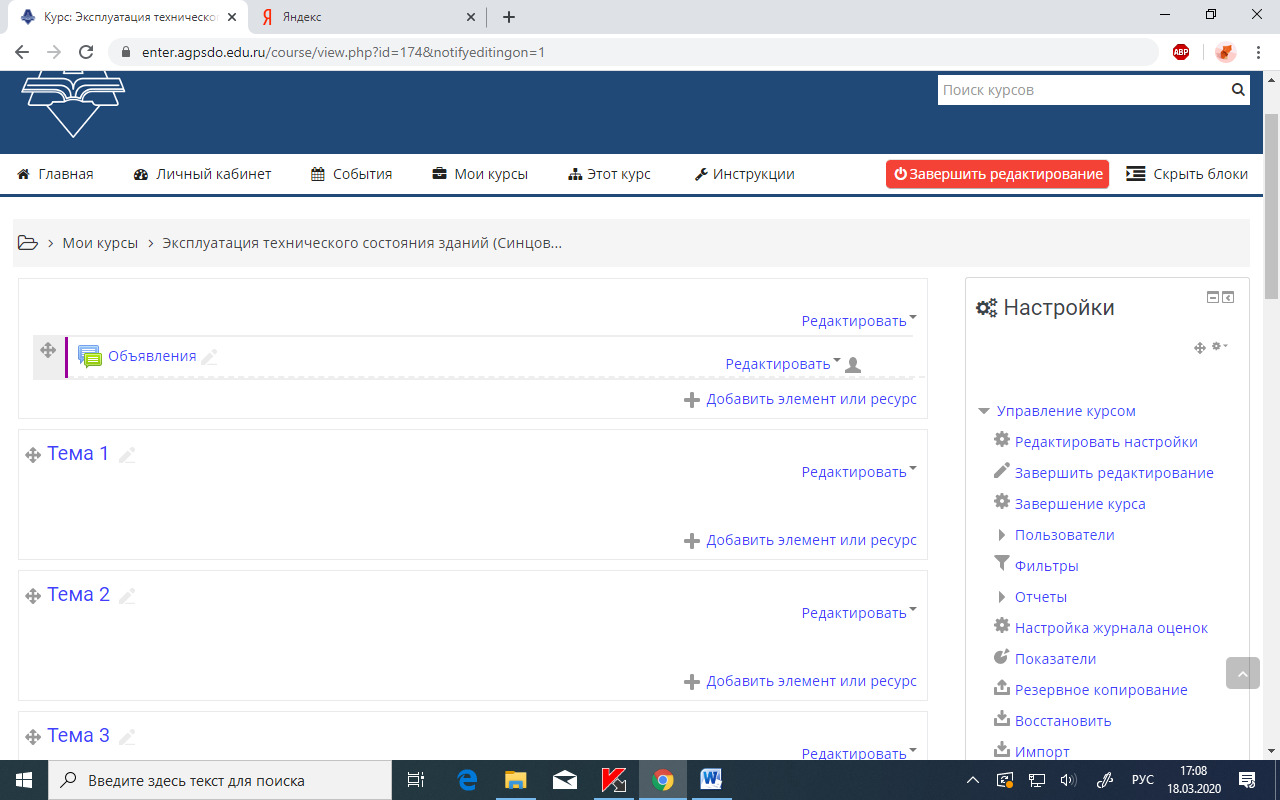 Курс: Эксплуатация техническо
Яндекс
enter.agpsdo.edu.ru/course/view.php?id=174&notifyeditingon=1
ABP
Поиск курсов
Главная
Личный кабинет
События
Мои курсы
Этот курс
Инструкции
Завершить редактирование
Скрыть блоки
Мои курсы
Эксплуатация технического состояния зданий (Синцов...
Настройки
Редактировать
Объявления
Редактировать
Добавить элемент или ресурс
Тема 1
Редактировать
Добавить элемент или ресурс
Тема 2
Редактировать
Добавить элемент или ресурс
Тема 3
Редактировать
Управление курсом
Редактировать настройки
Завершить редактирование
Завершение курса
Пользователи
Фильтры
Отчеты
Настройка журнала оценок
Показатели
Резервное копирование
Восстановить
Импорт
Введите здесь текст для поиска
РУС
17:08
18.03.2020